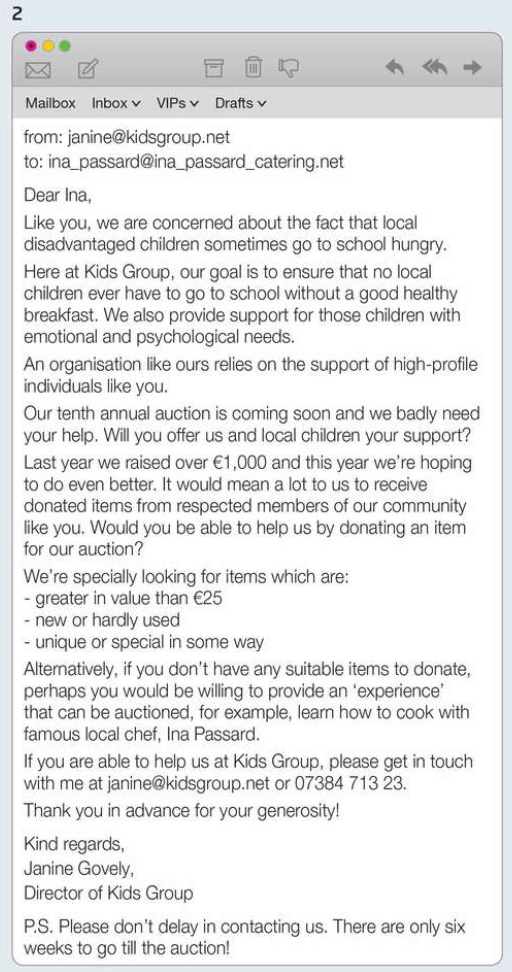 2
Mailbox Inbox VIPs Drafts
from: janine@kidsgroup.net
to: ina_passard@ina_passard_catering.net
Dear Ina,
Like you, we are concerned about the fact that local
disadvantaged children sometimes go to school hungry.
Here at Kids Group, our goal is to ensure that no local
children ever have to go to school without a good healthy
breakfast. We also provide support for those children with
emotional and psychological needs.
An organisation like ours relies on the support of high-profile
individuals like you.
Our tenth annual auction is coming soon and we badly need
your help. Will you offer us and local children your support?
Last year we raised over €1,000 and this year we're hoping
to do even better. It would mean a lot to us to receive
donated items from respected members of our community
like you. Would you be able to help us by donating an item
for our auction?
We're specially looking for items which are:
- greater in value than €25
- new or hardly used
- unique or special in some way
Alternatively, if you don't have any suitable items to donate,
perhaps you would be willing to provide an ‘experience’
that can be auctioned, for example, learn how to cook with
famous local chef, Ina Passard.
If you are able to help us at Kids Group, please get in touch
with me at janine@kidsgroup.net or 07384 713 23.
Thank you in advance for your generosity!
Kind regards,
Janine Govely,
Director of Kids Group
P.S. Please don't delay in contacting us. There are only six
weeks to go till the auction!